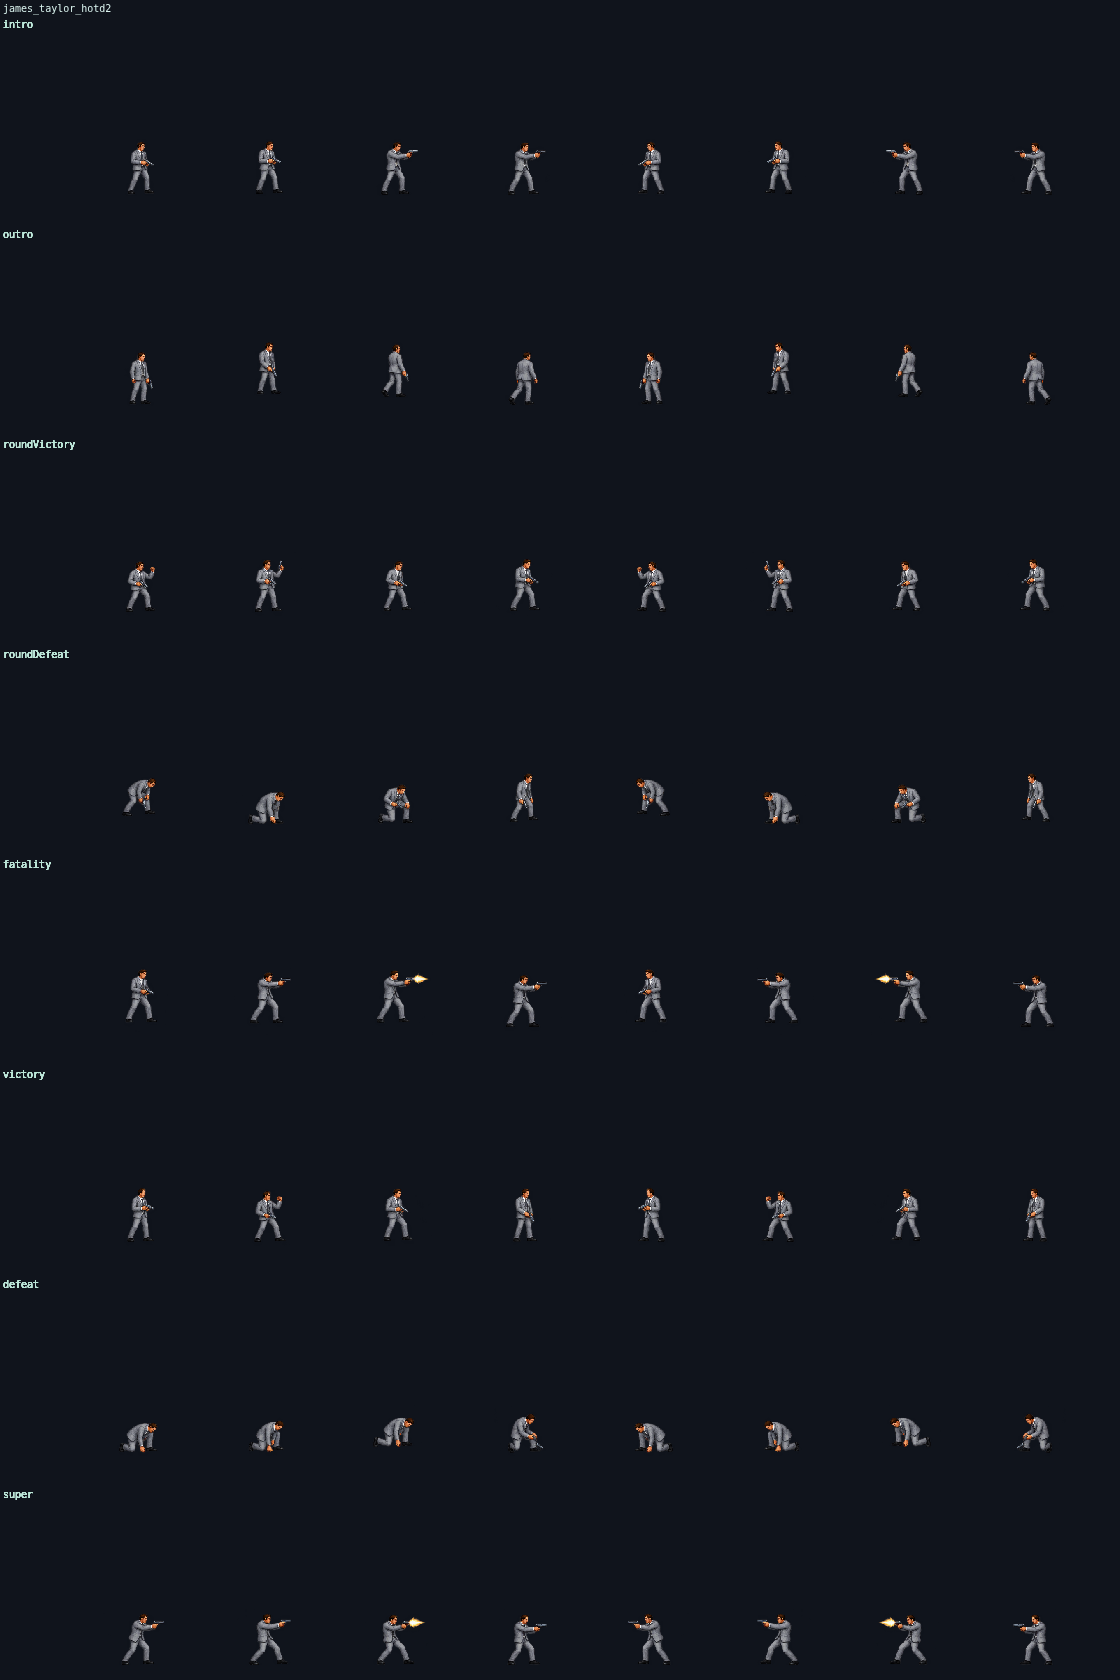 james_taylor_hotd2
intro
outro
roundVictory
roundDefeat
fatality
victory
defeat
super